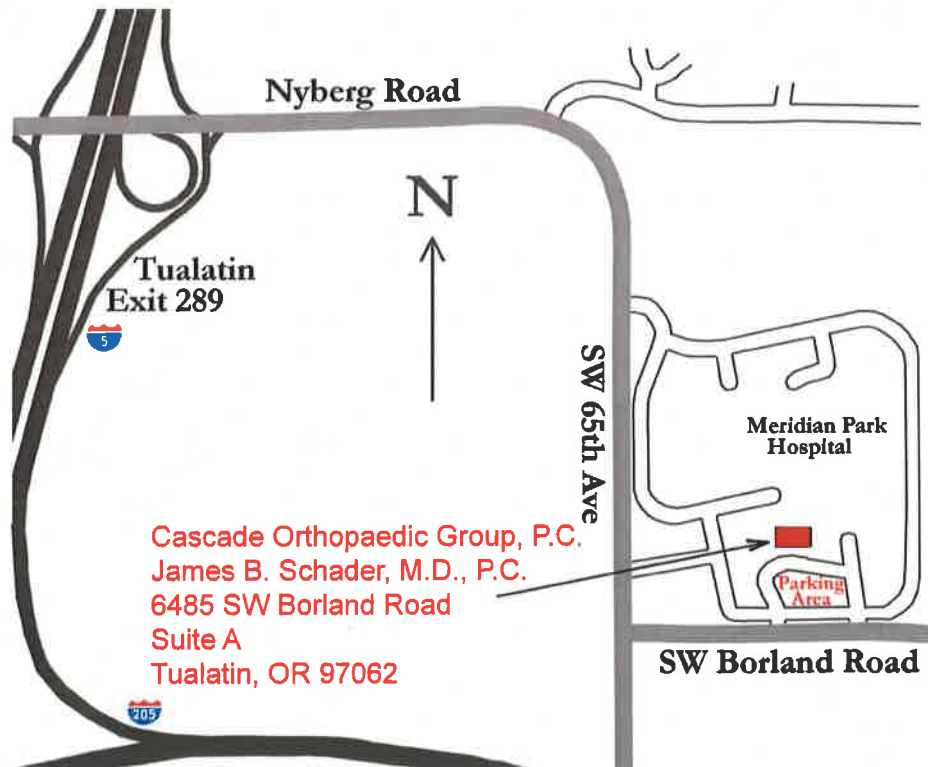 Nyberg Road
N
Tualatin
Exit 289
5
SW 65th Ave
Meridian Park
Hospital
Cascade Orthopaedic Group, P.C.
James B. Schader, M.D., P.C.
6485 SW Borland Road
Suite A
Tualatin, OR 97062
Parking
Area
SW Borland Road
205